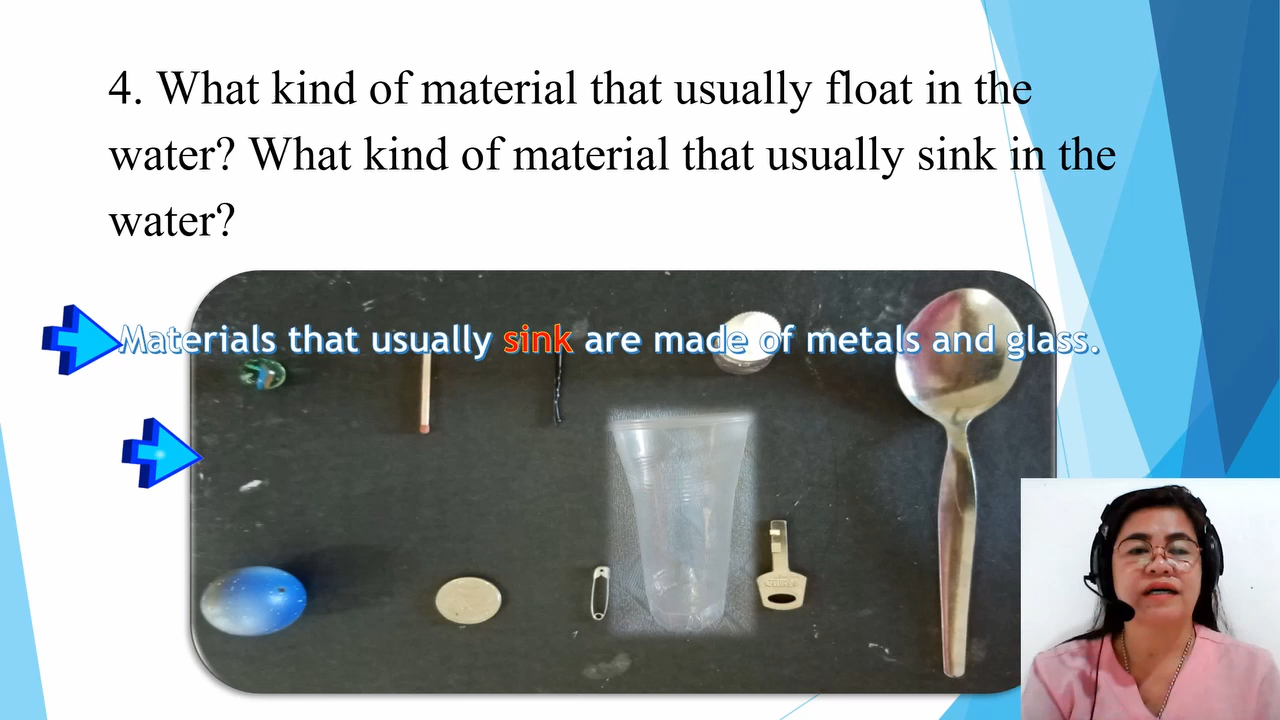 4. What kind of material that usually float in the
water? What kind of material that usually sink in the
water?
Materials that usually sink are made of metals and glass.